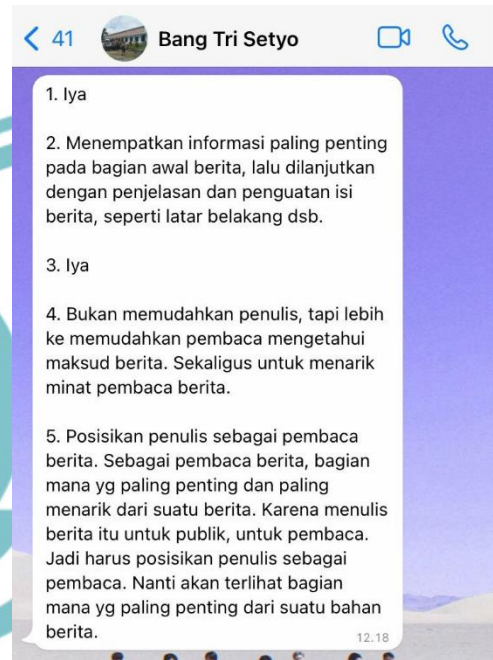 41 Bang Tri Setyo
1. Iya
2. Menempatkan informasi paling penting
pada bagian awal berita, lalu dilanjutkan
dengan penjelasan dan penguatan isi
berita, seperti latar belakang dsb.
3. Iya
4. Bukan memudahkan penulis, tapi lebih
ke memudahkan pembaca mengetahui
maksud berita. Sekaligus untuk menarik
minat pembaca berita.
5. Posisikan penulis sebagai pembaca
berita. Sebagai pembaca berita, bagian
mana yg paling penting dan paling
menarik dari suatu berita. Karena menulis
berita itu untuk publik, untuk pembaca.
Jadi harus posisikan penulis sebagai
pembaca. Nanti akan terlihat bagian
mana yg paling penting dari suatu bahan
berita.
12.18